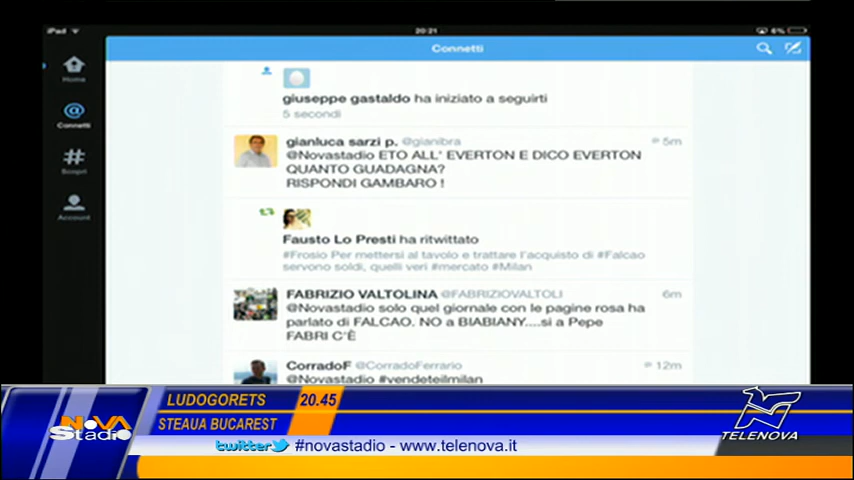 iPad
20:21
6%
Connetti
Home
giuseppe gastaldo ha iniziato a seguirti
5 secondi
@
Connetti
gianluca sarzi p. @gianibra
5m
@Novastadio ETO ALL' EVERTON E DICO EVERTON
QUANTO GUADAGNA?
RISPONDI GAMBARO !
#
Scopri
Account
Fausto Lo Presti ha ritwittato
#Frosio Per mettersi al tavolo e trattare l'acquisto di #Falcao
servono soldi, quelli veri #mercato #Milan
FABRIZIO VALTOLINA @FABRIZIOVALTOLI
6m
@Novastadio solo quel giornale con le pagine rosa ha
parlato di FALCAO. NO a BIABIANY....si a Pepe
FABRI C'È
CorradoF @CorradoFerrario
12m
@Novastadio #vendeteilmilan
LUDOGORETS 20.45
STEAUA BUCAREST
NOVA
Stadio
TELENOVA
twitter #novastadio - www.telenova.it